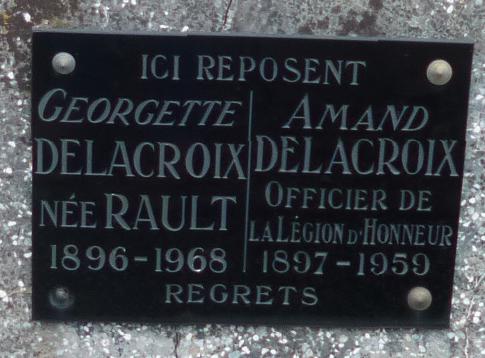 ICI REPOSENT
GEORGETTE
DELACROIX
NÉE RAULT
1896-1968
AMAND
DELACROIX
OFFICIER DE
LA LÉGION D'HONNEUR
1897-1959
REGRETS